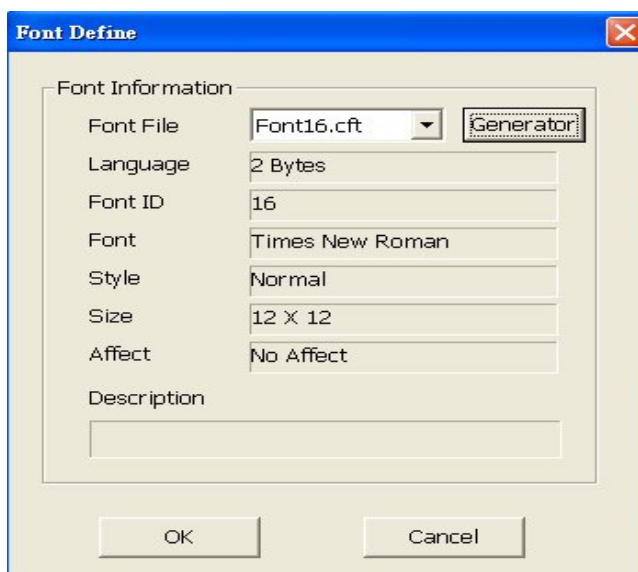 Font Define
Font Information
Font File Font16.cft Generator
Language 2 Bytes
Font ID 16
Font Times New Roman
Style Normal
Size 12 X 12
Affect No Affect
Description
OK Cancel